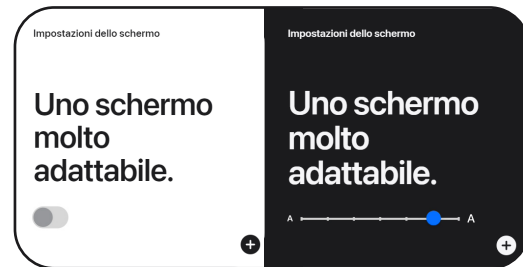 Impostazioni dello schermo
Uno schermo
molto
adattabile.
Impostazioni dello schermo
Uno schermo
molto
adattabile.
A A